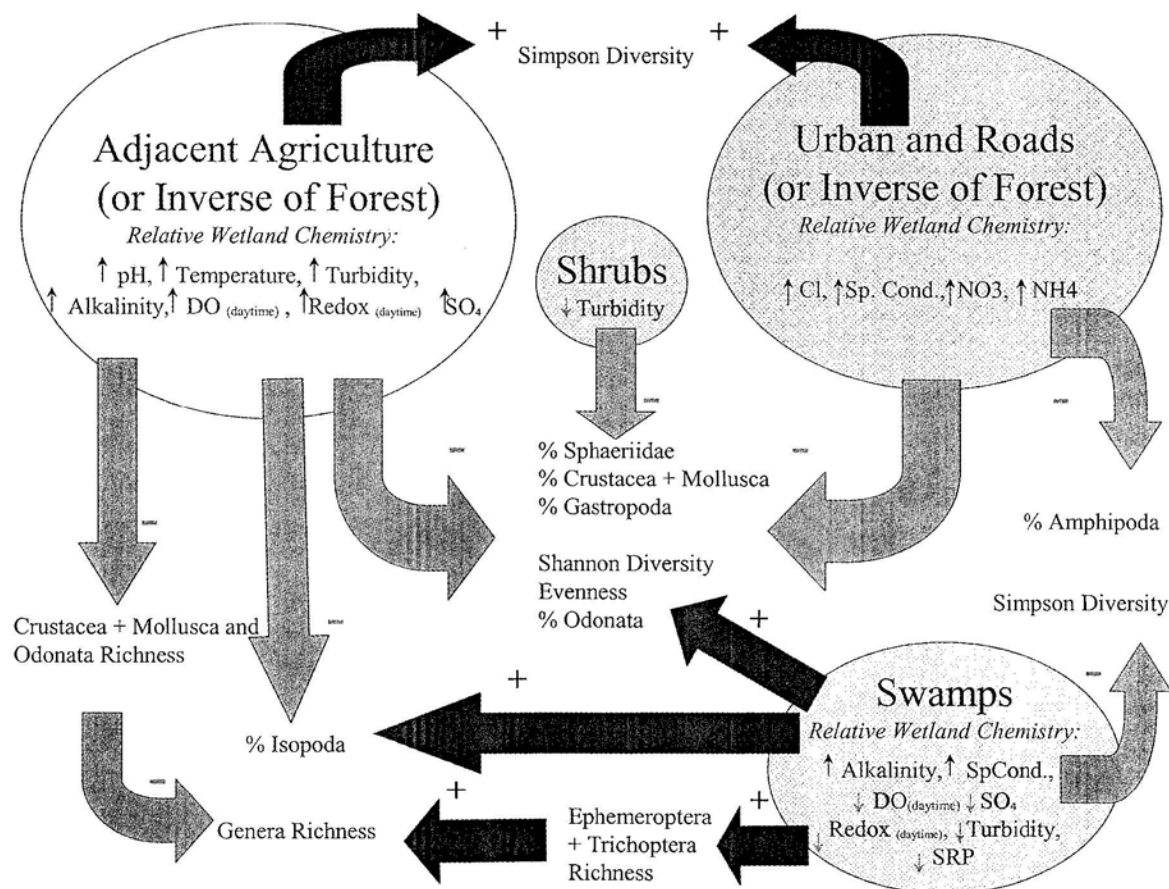 + Simpson Diversity +
Adjacent Agriculture
(or Inverse of Forest)
Relative Wetland Chemistry:
↑ pH, ↑ Temperature, ↑ Turbidity,
↑ Alkalinity, ↑ DO (daytime) , ↑Redox (daytime) ↑SO₄
Urban and Roads
(or Inverse of Forest)
Relative Wetland Chemistry:
↑ Cl, ↑Sp. Cond.,↑NO3, ↑ NH4
Shrubs
↓ Turbidity
-
-
-
-
% Sphaeriidae
% Crustacea + Mollusca
% Gastropoda
Shannon Diversity
Evenness
% Odonata
% Amphipoda
-
-
Crustacea + Mollusca and
Odonata Richness
Simpson Diversity
-
+
+
% Isopoda
Swamps
Relative Wetland Chemistry:
↑ Alkalinity, ↑ SpCond.,
↓ DO(daytime) ↓ SO₄
↓ Redox (daytime), ↓Turbidity,
↓ SRP
-
Genera Richness
+
Ephemeroptera
+ Trichoptera
Richness
+